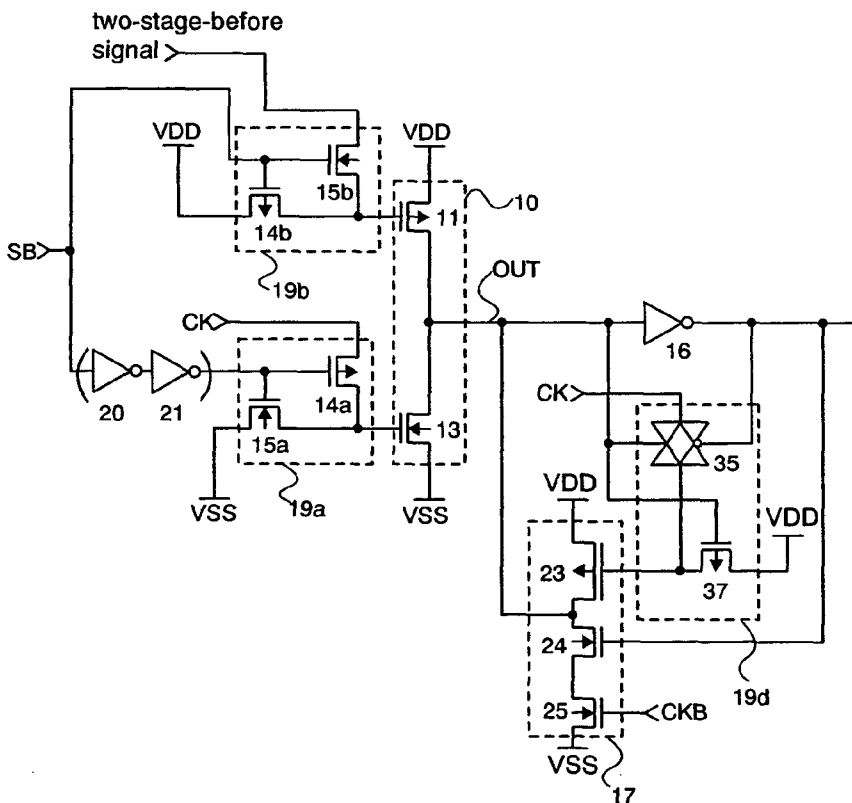 two-stage-before
signal
VDD
VDD
15b
10
11
14b
SB
19b
OUT
CK
16
20
21
14a
13
CK
35
15a
VDD
VSS
19a
VSS
VDD
23
37
24
19d
25
CKB
VSS
17